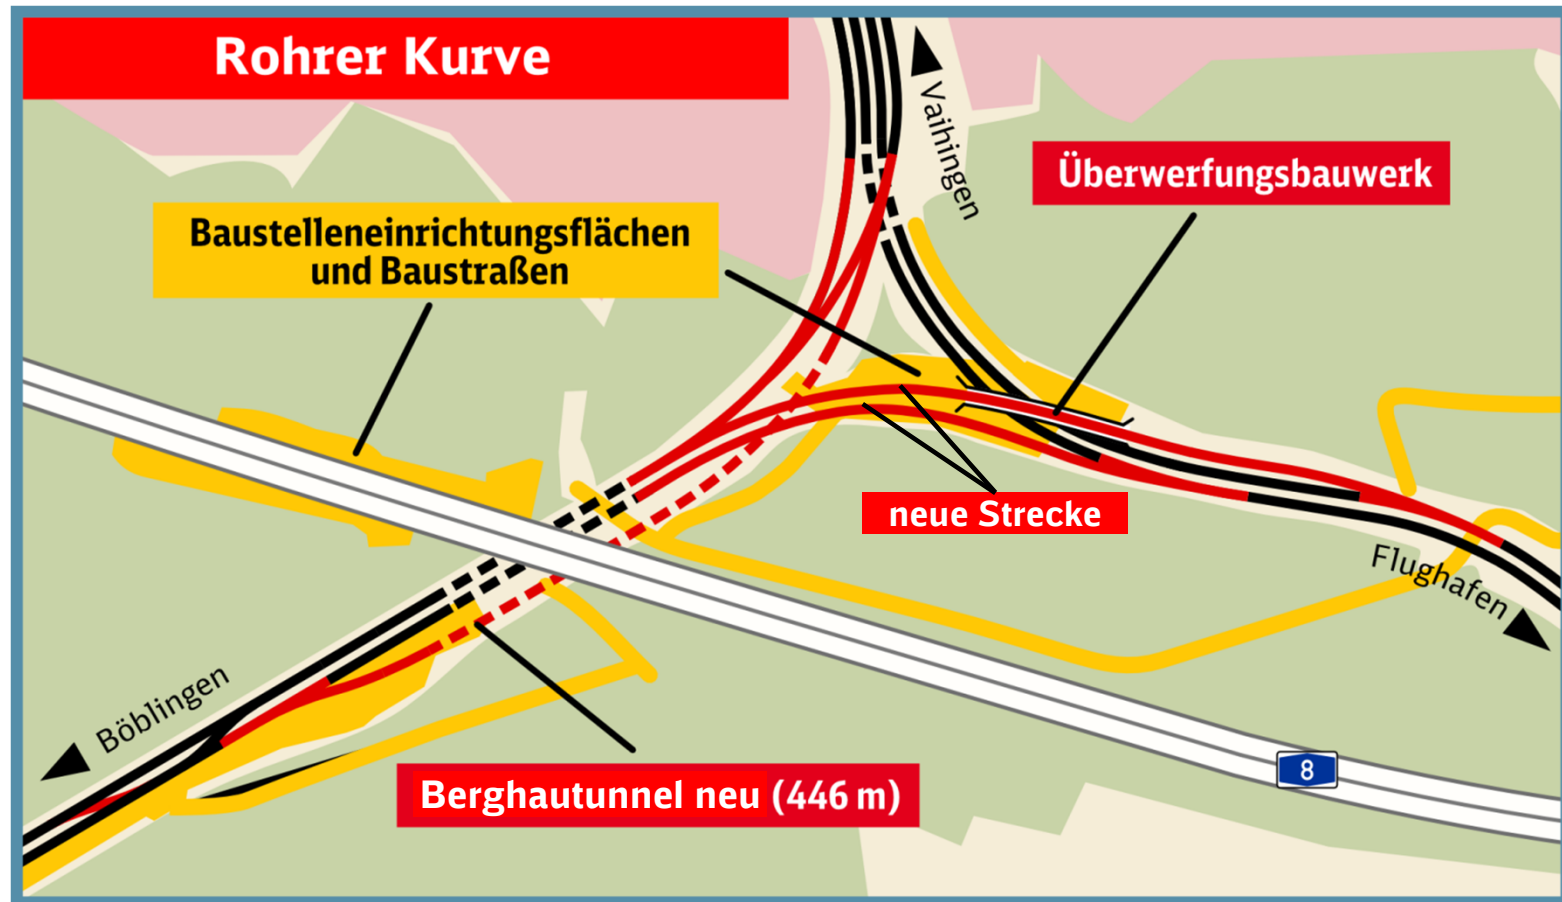 Rohrer Kurve
Vaihingen
Überwerfungsbauwerk
Baustelleneinrichtungsflächen
und Baustraßen
neue Strecke
Flughafen
Böblingen
8
Berghautunnel neu (446 m)